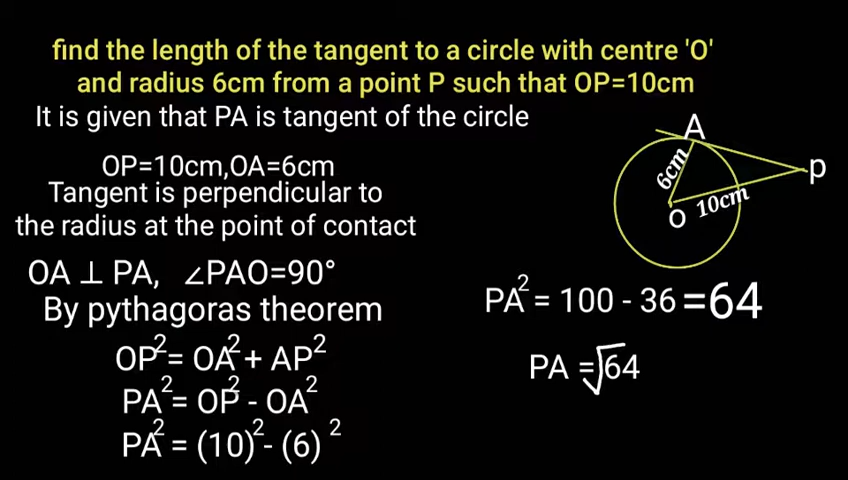 find the length of the tangent to a circle with centre 'O'
and radius 6cm from a point P such that OP=10cm
It is given that PA is tangent of the circle
OP=10cm,OA=6cm
Tangent is perpendicular to
the radius at the point of contact
OA ⊥ PA, ∠PAO=90°
By pythagoras theorem
OP²= OA²+ AP²
PA²= OP² - OA²
PA² = (10)²- (6) ²
A
6cm
P
10cm
O
PA² = 100 - 36 =64
PA =√64